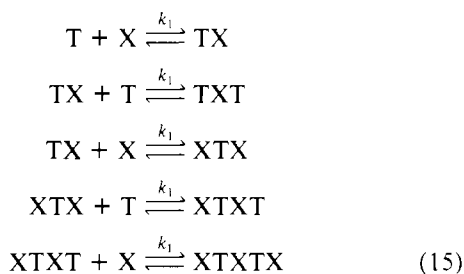 T + X ⇌ TX
k₁
TX + T ⇌ TXT
k₁
TX + X ⇌ XTX
k₁
XTX + T ⇌ XTXT
k₁
XTXT + X ⇌ XTXTX (15)
k₁